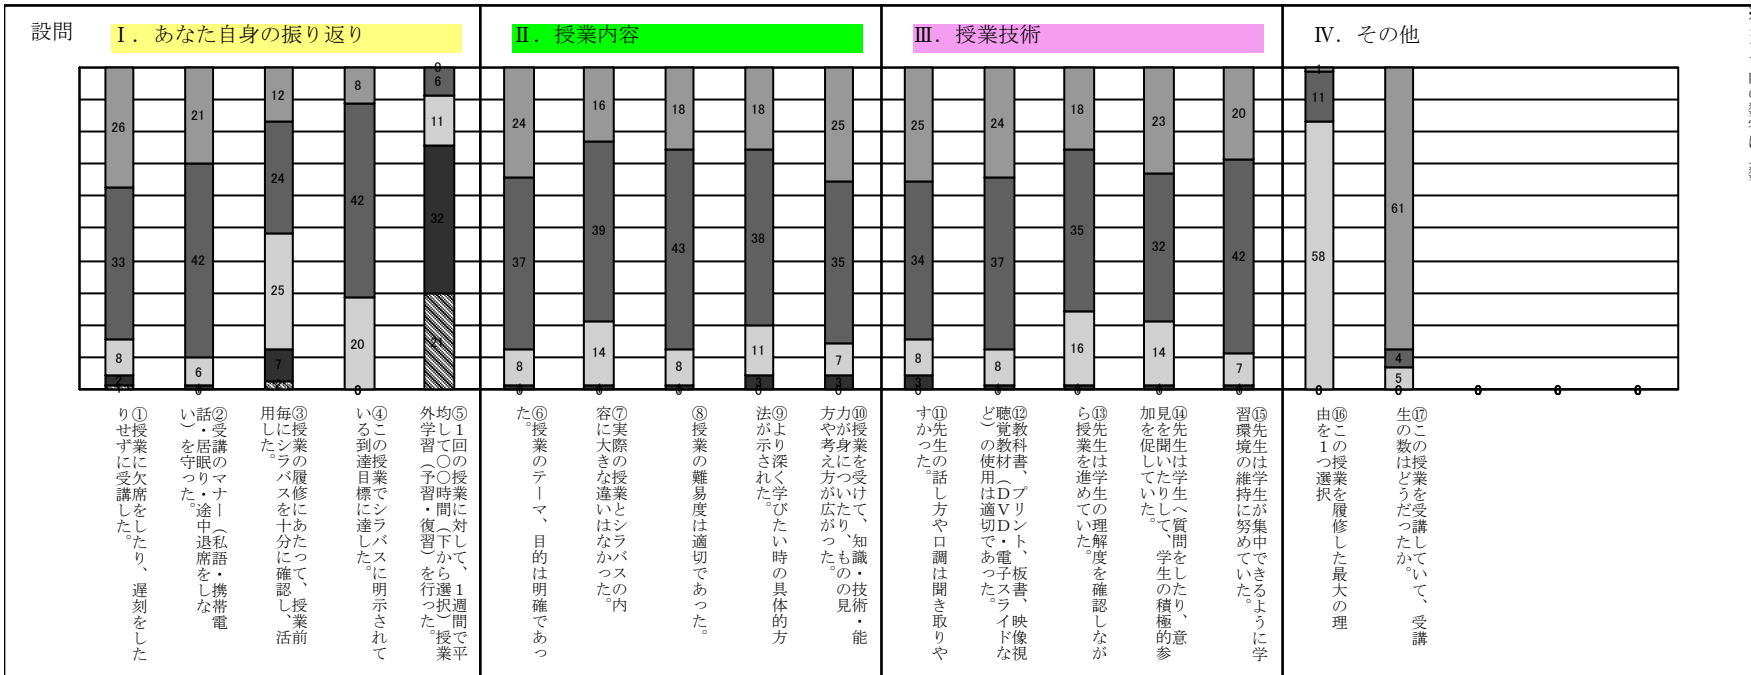 設問
Ⅰ．あなた自身の振り返り
Ⅱ．授業内容
Ⅲ．授業技術
Ⅳ．その他
26
33
8
2
1
21
42
6
12
24
25
7
2
8
42
20
0
0
6
11
32
21
24
37
8
16
39
14
18
43
8
18
38
11
3
0
25
35
7
3
0
25
34
8
3
0
24
37
8
18
35
16
23
32
14
20
42
7
1
11
58
0
61
4
5
0
0
0
0
①授業に欠席をしたり、遅刻をした
りせずに受講した。
②受講のマナー（私語・携帯電
話・居眠り・途中退席をしな
い）を守った。
③授業の履修にあたって、授業前
毎にシラバスを十分に確認し、活
用した。
④この授業でシラバスに明示されて
いる到達目標に達した。
⑤１回の授業に対して、１週間で平
均して〇〇時間（下から選択）授業
外学習（予習・復習）を行った。
⑥授業のテーマ、目的は明確であっ
た。
⑦実際の授業とシラバスの内
容に大きな違いはなかった。
⑧授業の難易度は適切であった。
⑨より深く学びたい時の具体的方
法が示された。
⑩授業を受けて、知識・技術・能
力が身についたり、ものの見
方や考え方が広がった。
⑪先生の話し方や口調は聞き取りや
すかった。
⑫教科書、プリント、板書、映像視
聴覚教材（ＤＶＤ・電子スライドな
ど）の使用は適切であった。
⑬先生は学生の理解度を確認しなが
ら授業を進めていた。
⑭先生は学生へ質問をしたり、意
見を聞いたりして、学生の積極的参
加を促していた。
⑮先生は学生が集中できるように学
習環境の維持に努めていた。
⑯この授業を履修した最大の理
由を１つ選択
⑰この授業を受講していて、受講
生の数はどうだったか。